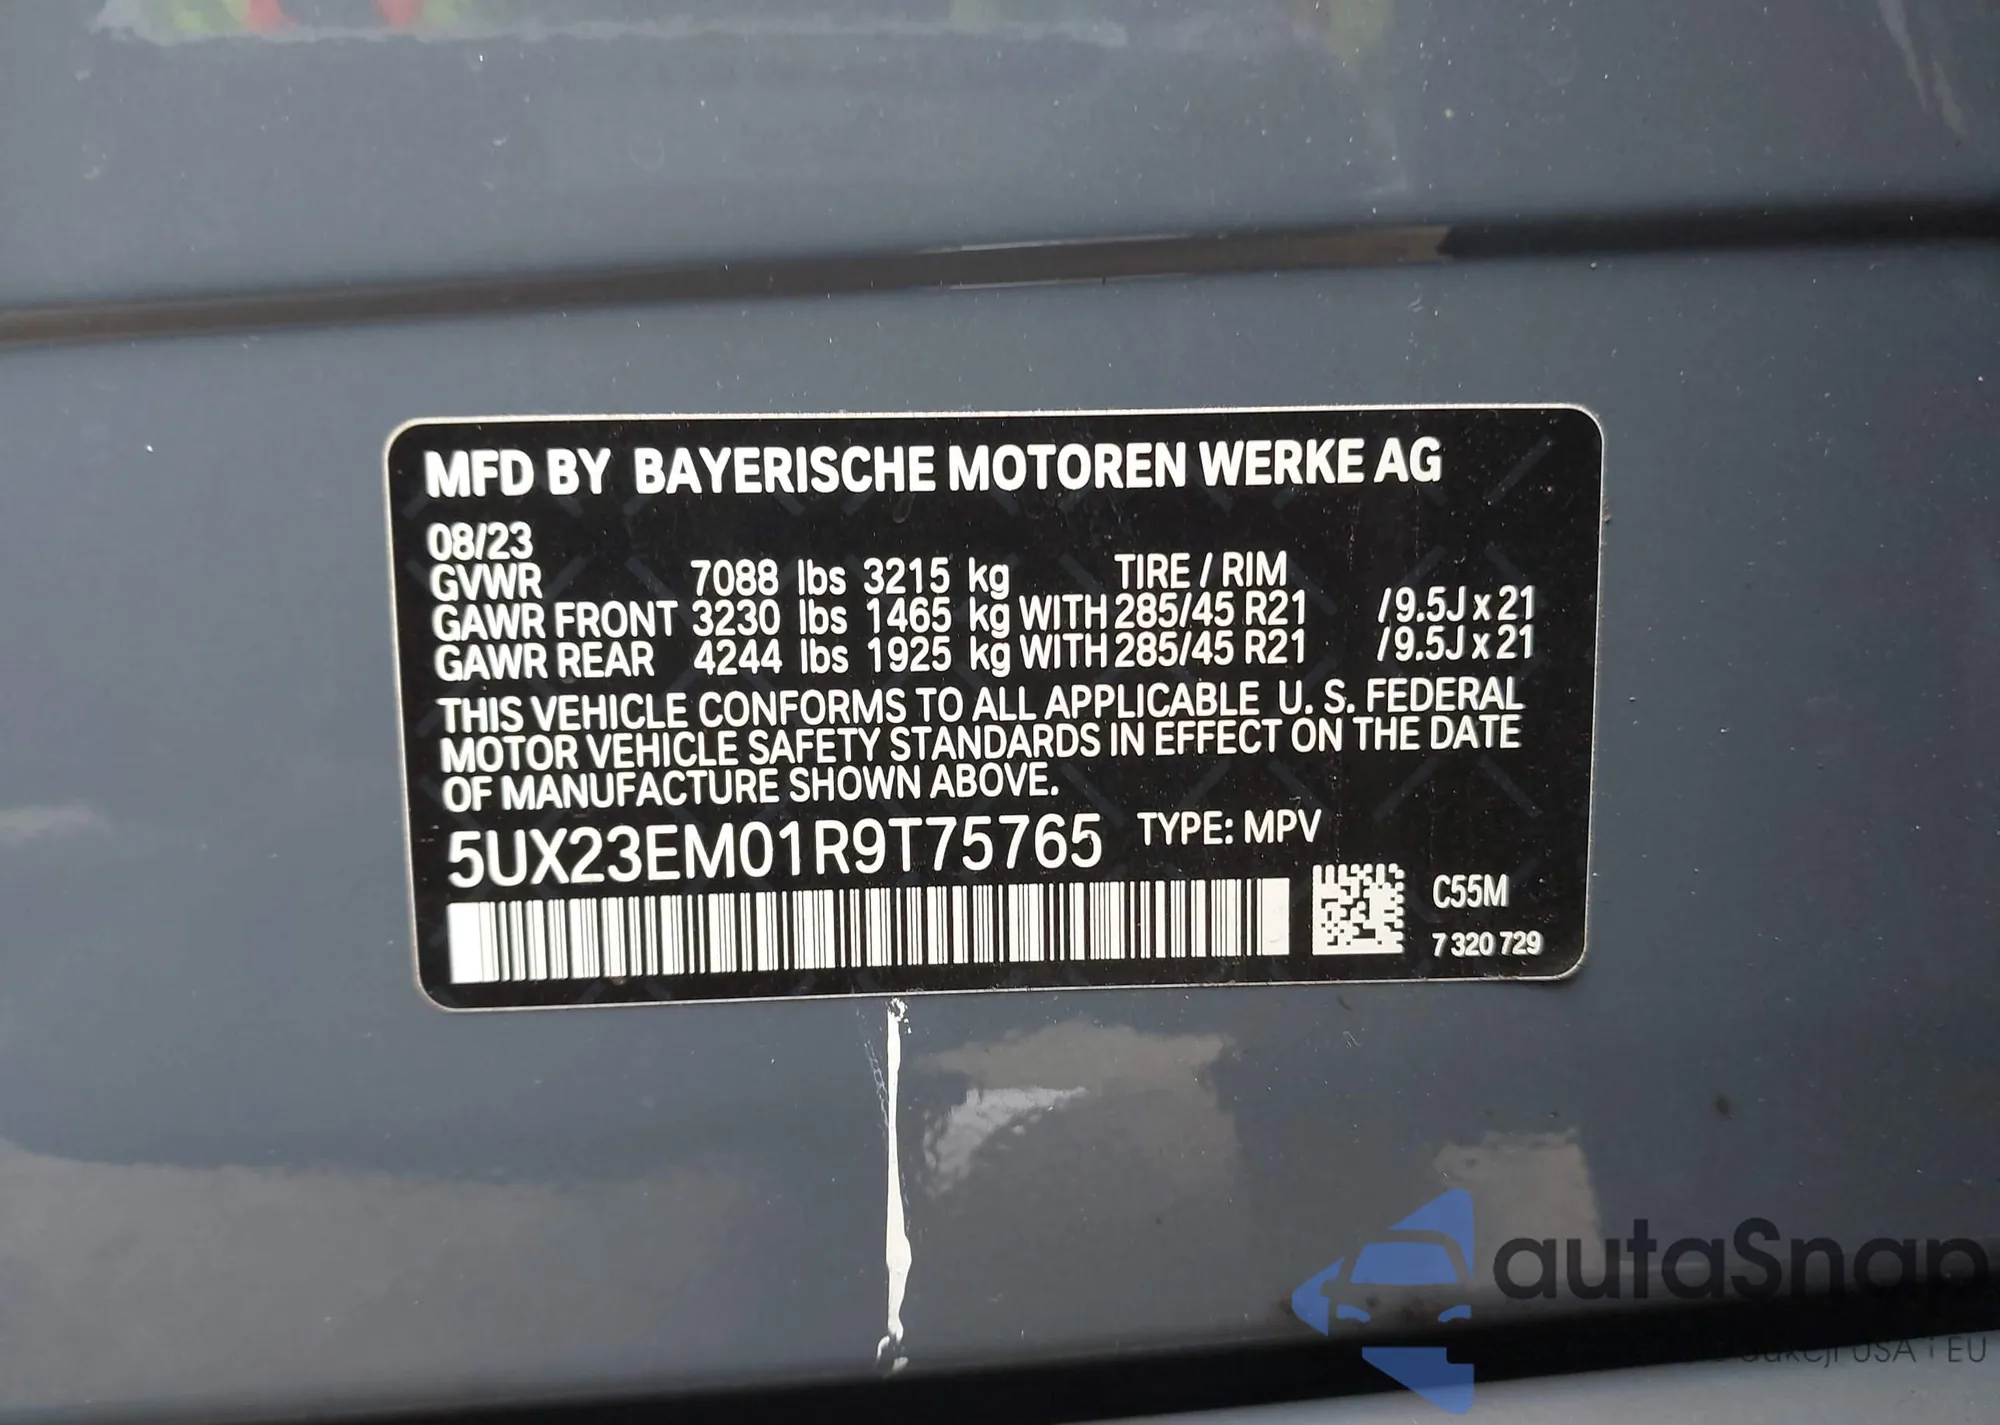 MFD BY BAYERISCHE MOTOREN WERKE AG
08/23
GVWR 7088 lbs 3215 kg TIRE / RIM
GAWR FRONT 3230 lbs 1465 kg WITH 285/45 R21 /9.5J x 21
GAWR REAR 4244 lbs 1925 kg WITH 285/45 R21 /9.5J x 21
THIS VEHICLE CONFORMS TO ALL APPLICABLE U. S. FEDERAL
MOTOR VEHICLE SAFETY STANDARDS IN EFFECT ON THE DATE
OF MANUFACTURE SHOWN ABOVE.
5UX23EM01R9T75765 TYPE: MPV
C55M
7 320 729
autaSnap
USA i EU